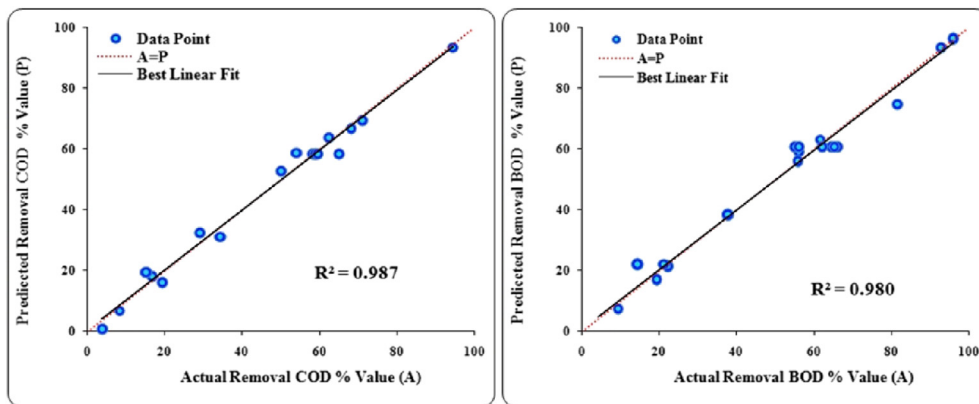 Predicted Removal COD % Value (P)
100
80
60
40
20
0
Data Point
A=P
Best Linear Fit
R² = 0.987
0 20 40 60 80 100
Actual Removal COD % Value (A)
Predicted Removal BOD % Value (P)
100
80
60
40
20
0
Data Point
A=P
Best Linear Fit
R² = 0.980
0 20 40 60 80 100
Actual Removal BOD % Value (A)